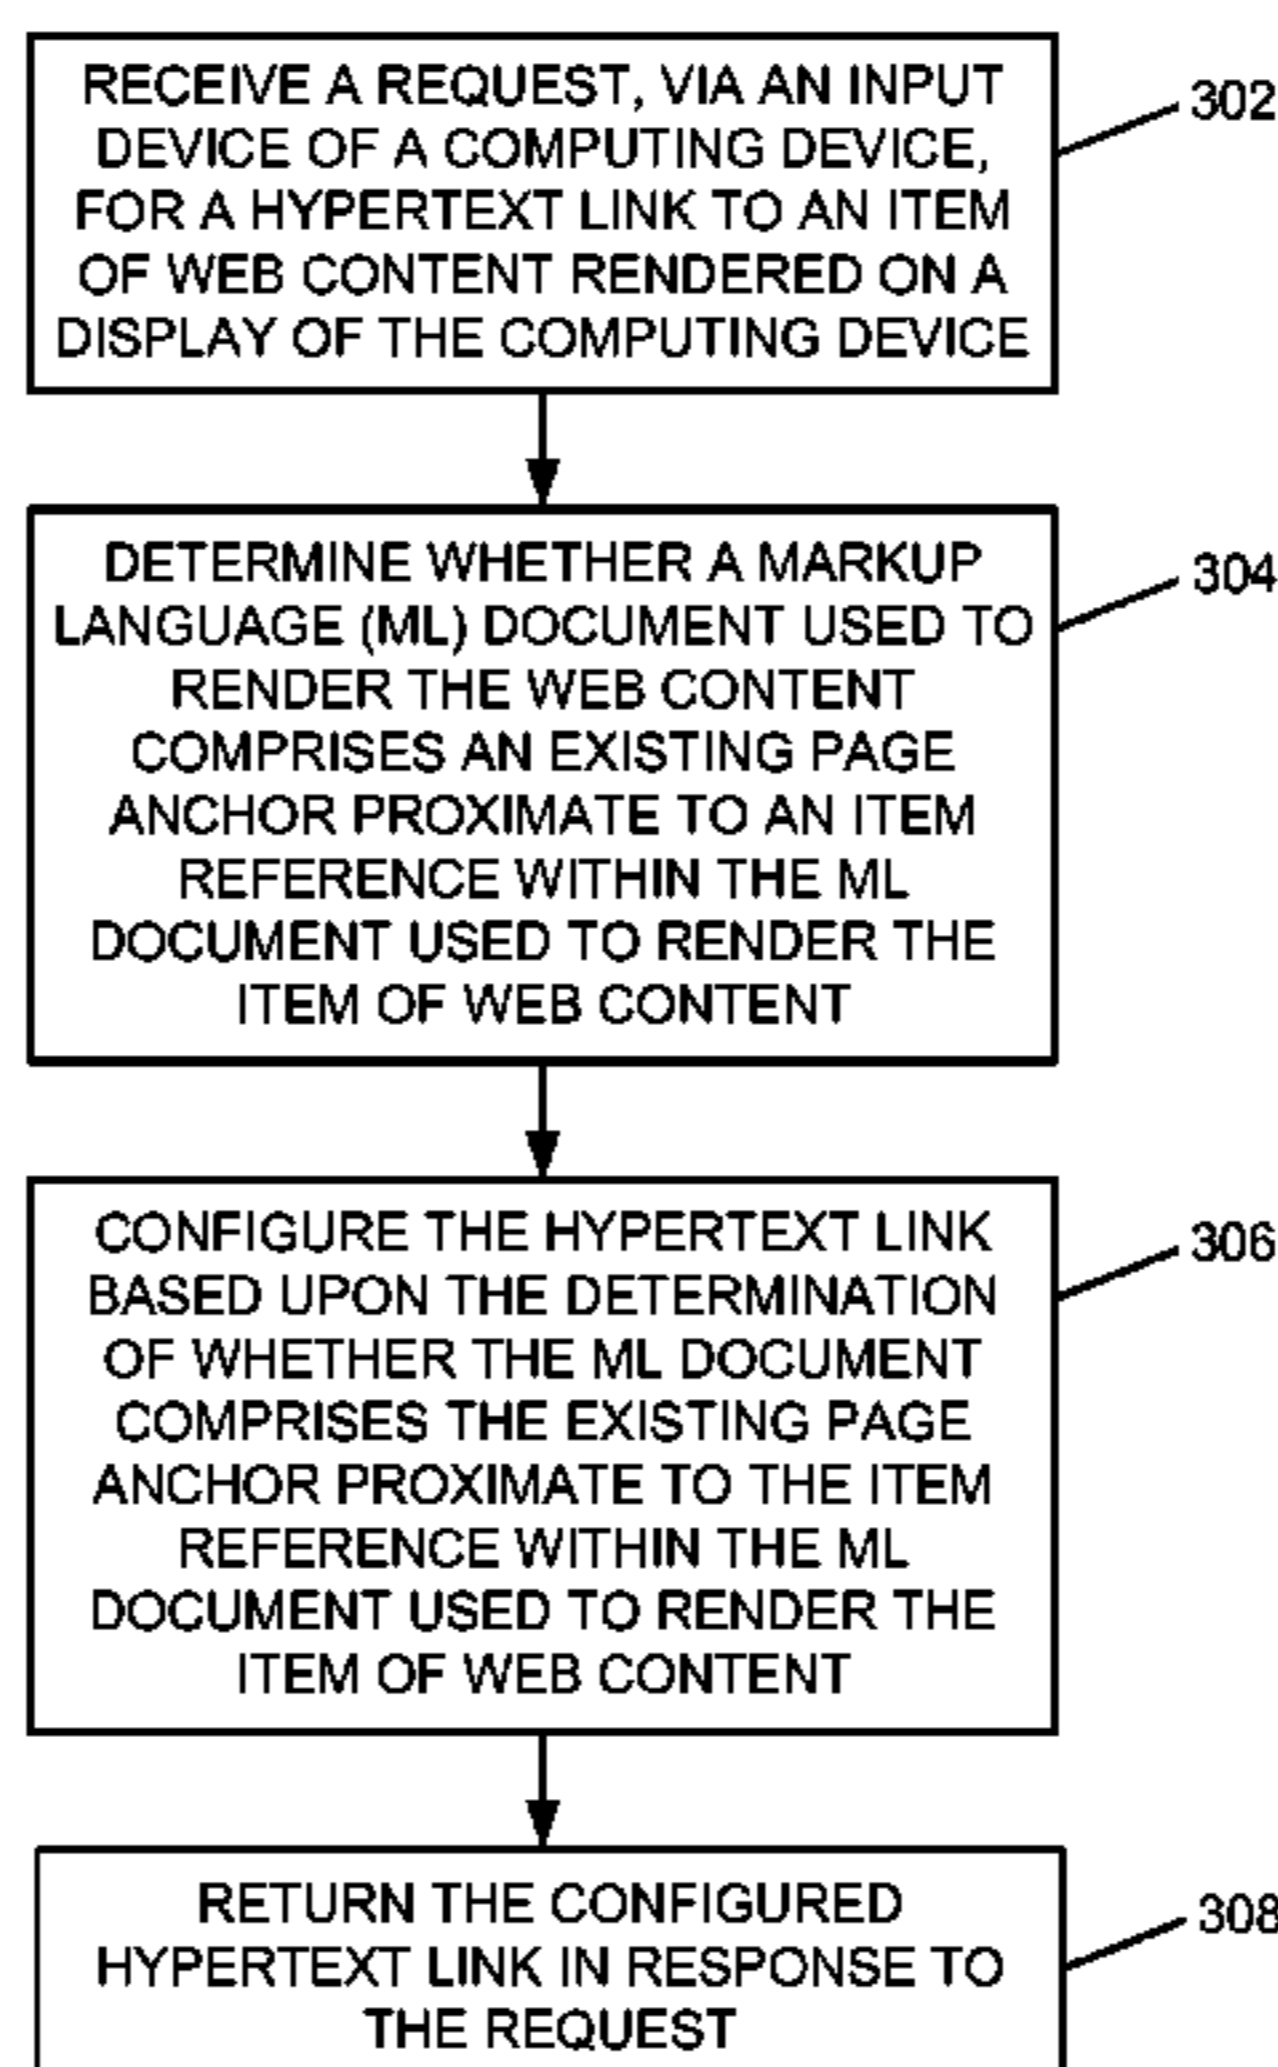 RECEIVE A REQUEST, VIA AN INPUT
DEVICE OF A COMPUTING DEVICE,
FOR A HYPERTEXT LINK TO AN ITEM
OF WEB CONTENT RENDERED ON A
DISPLAY OF THE COMPUTING DEVICE
302
DETERMINE WHETHER A MARKUP
LANGUAGE (ML) DOCUMENT USED TO
RENDER THE WEB CONTENT
COMPRISES AN EXISTING PAGE
ANCHOR PROXIMATE TO AN ITEM
REFERENCE WITHIN THE ML
DOCUMENT USED TO RENDER THE
ITEM OF WEB CONTENT
304
CONFIGURE THE HYPERTEXT LINK
BASED UPON THE DETERMINATION
OF WHETHER THE ML DOCUMENT
COMPRISES THE EXISTING PAGE
ANCHOR PROXIMATE TO THE ITEM
REFERENCE WITHIN THE ML
DOCUMENT USED TO RENDER THE
ITEM OF WEB CONTENT
306
RETURN THE CONFIGURED
HYPERTEXT LINK IN RESPONSE TO
THE REQUEST
308